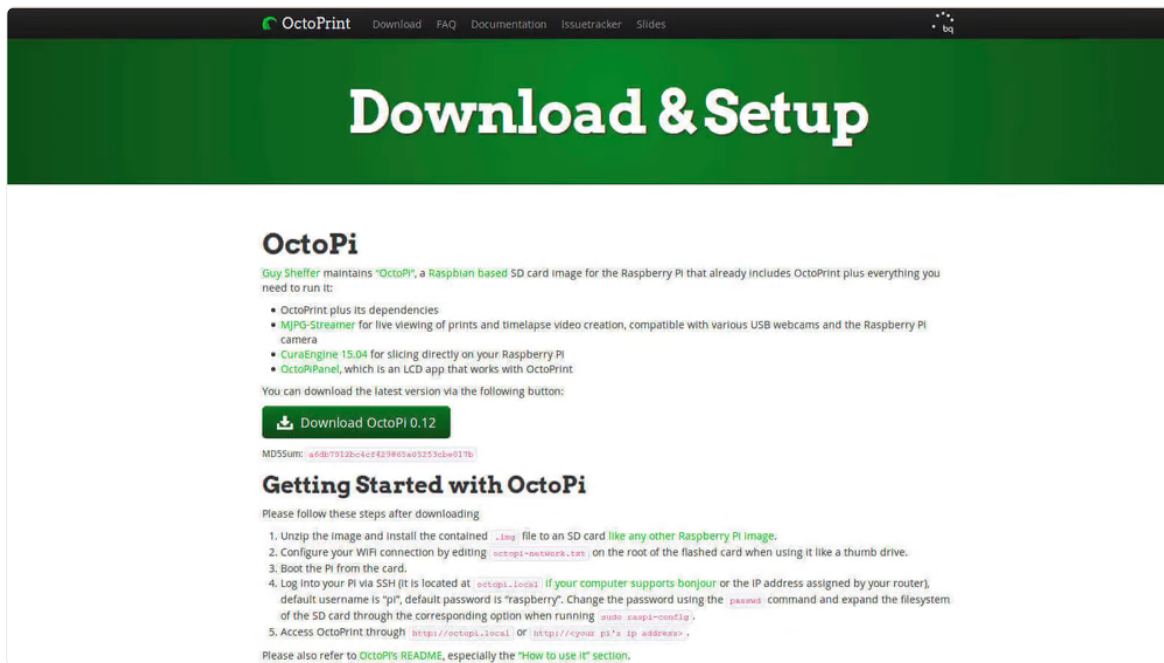 OctoPrint Download FAQ Documentation Issuetracker Slides bq
Download & Setup
OctoPi
Guy Sheffer maintains “OctoPi”, a Raspbian based SD card image for the Raspberry Pi that already includes OctoPrint plus everything you
need to run it:
• OctoPrint plus its dependencies
• MJPG-Streamer for live viewing of prints and timelapse video creation, compatible with various USB webcams and the Raspberry Pi
camera
• CuraEngine 15.04 for slicing directly on your Raspberry Pi
• OctoPiPanel, which is an LCD app that works with OctoPrint
You can download the latest version via the following button:
Download OctoPi 0.12
MD5Sum:
Getting Started with OctoPi
Please follow these steps after downloading
1. Unzip the image and install the contained .img file to an SD card like any other Raspberry Pi image.
2. Configure your WiFi connection by editing octopi-network.txt on the root of the flashed card when using it like a thumb drive.
3. Boot the Pi from the card.
4. Log into your Pi via SSH (it is located at octopi.local if your computer supports bonjour or the IP address assigned by your router),
default username is “pi”, default password is “raspberry”. Change the password using the passwd command and expand the filesystem
of the SD card through the corresponding option when running sudo raspi-config.
5. Access OctoPrint through http://octopi.local or http://<your pi's ip address>.
Please also refer to OctoPi's README, especially the “How to use it” section.